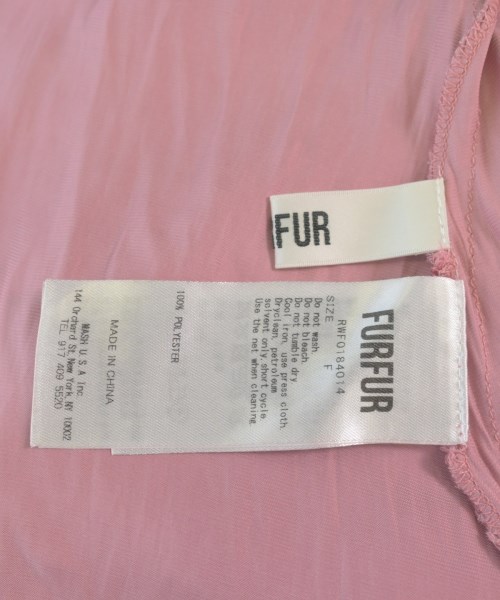 FUR
FURFUR
RWF0184014
SIZE F
Do not wash.
Do not bleach.
Do not tumble dry.
Cool iron, use press cloth.
Dryclean, petroleum
solvent only, short cycle
Use the net when cleaning.
100% POLYESTER
MADE IN CHINA
MASH U.S.A Inc.
144 Orchard St, New York, NY 10002
TEL 917 409 5520